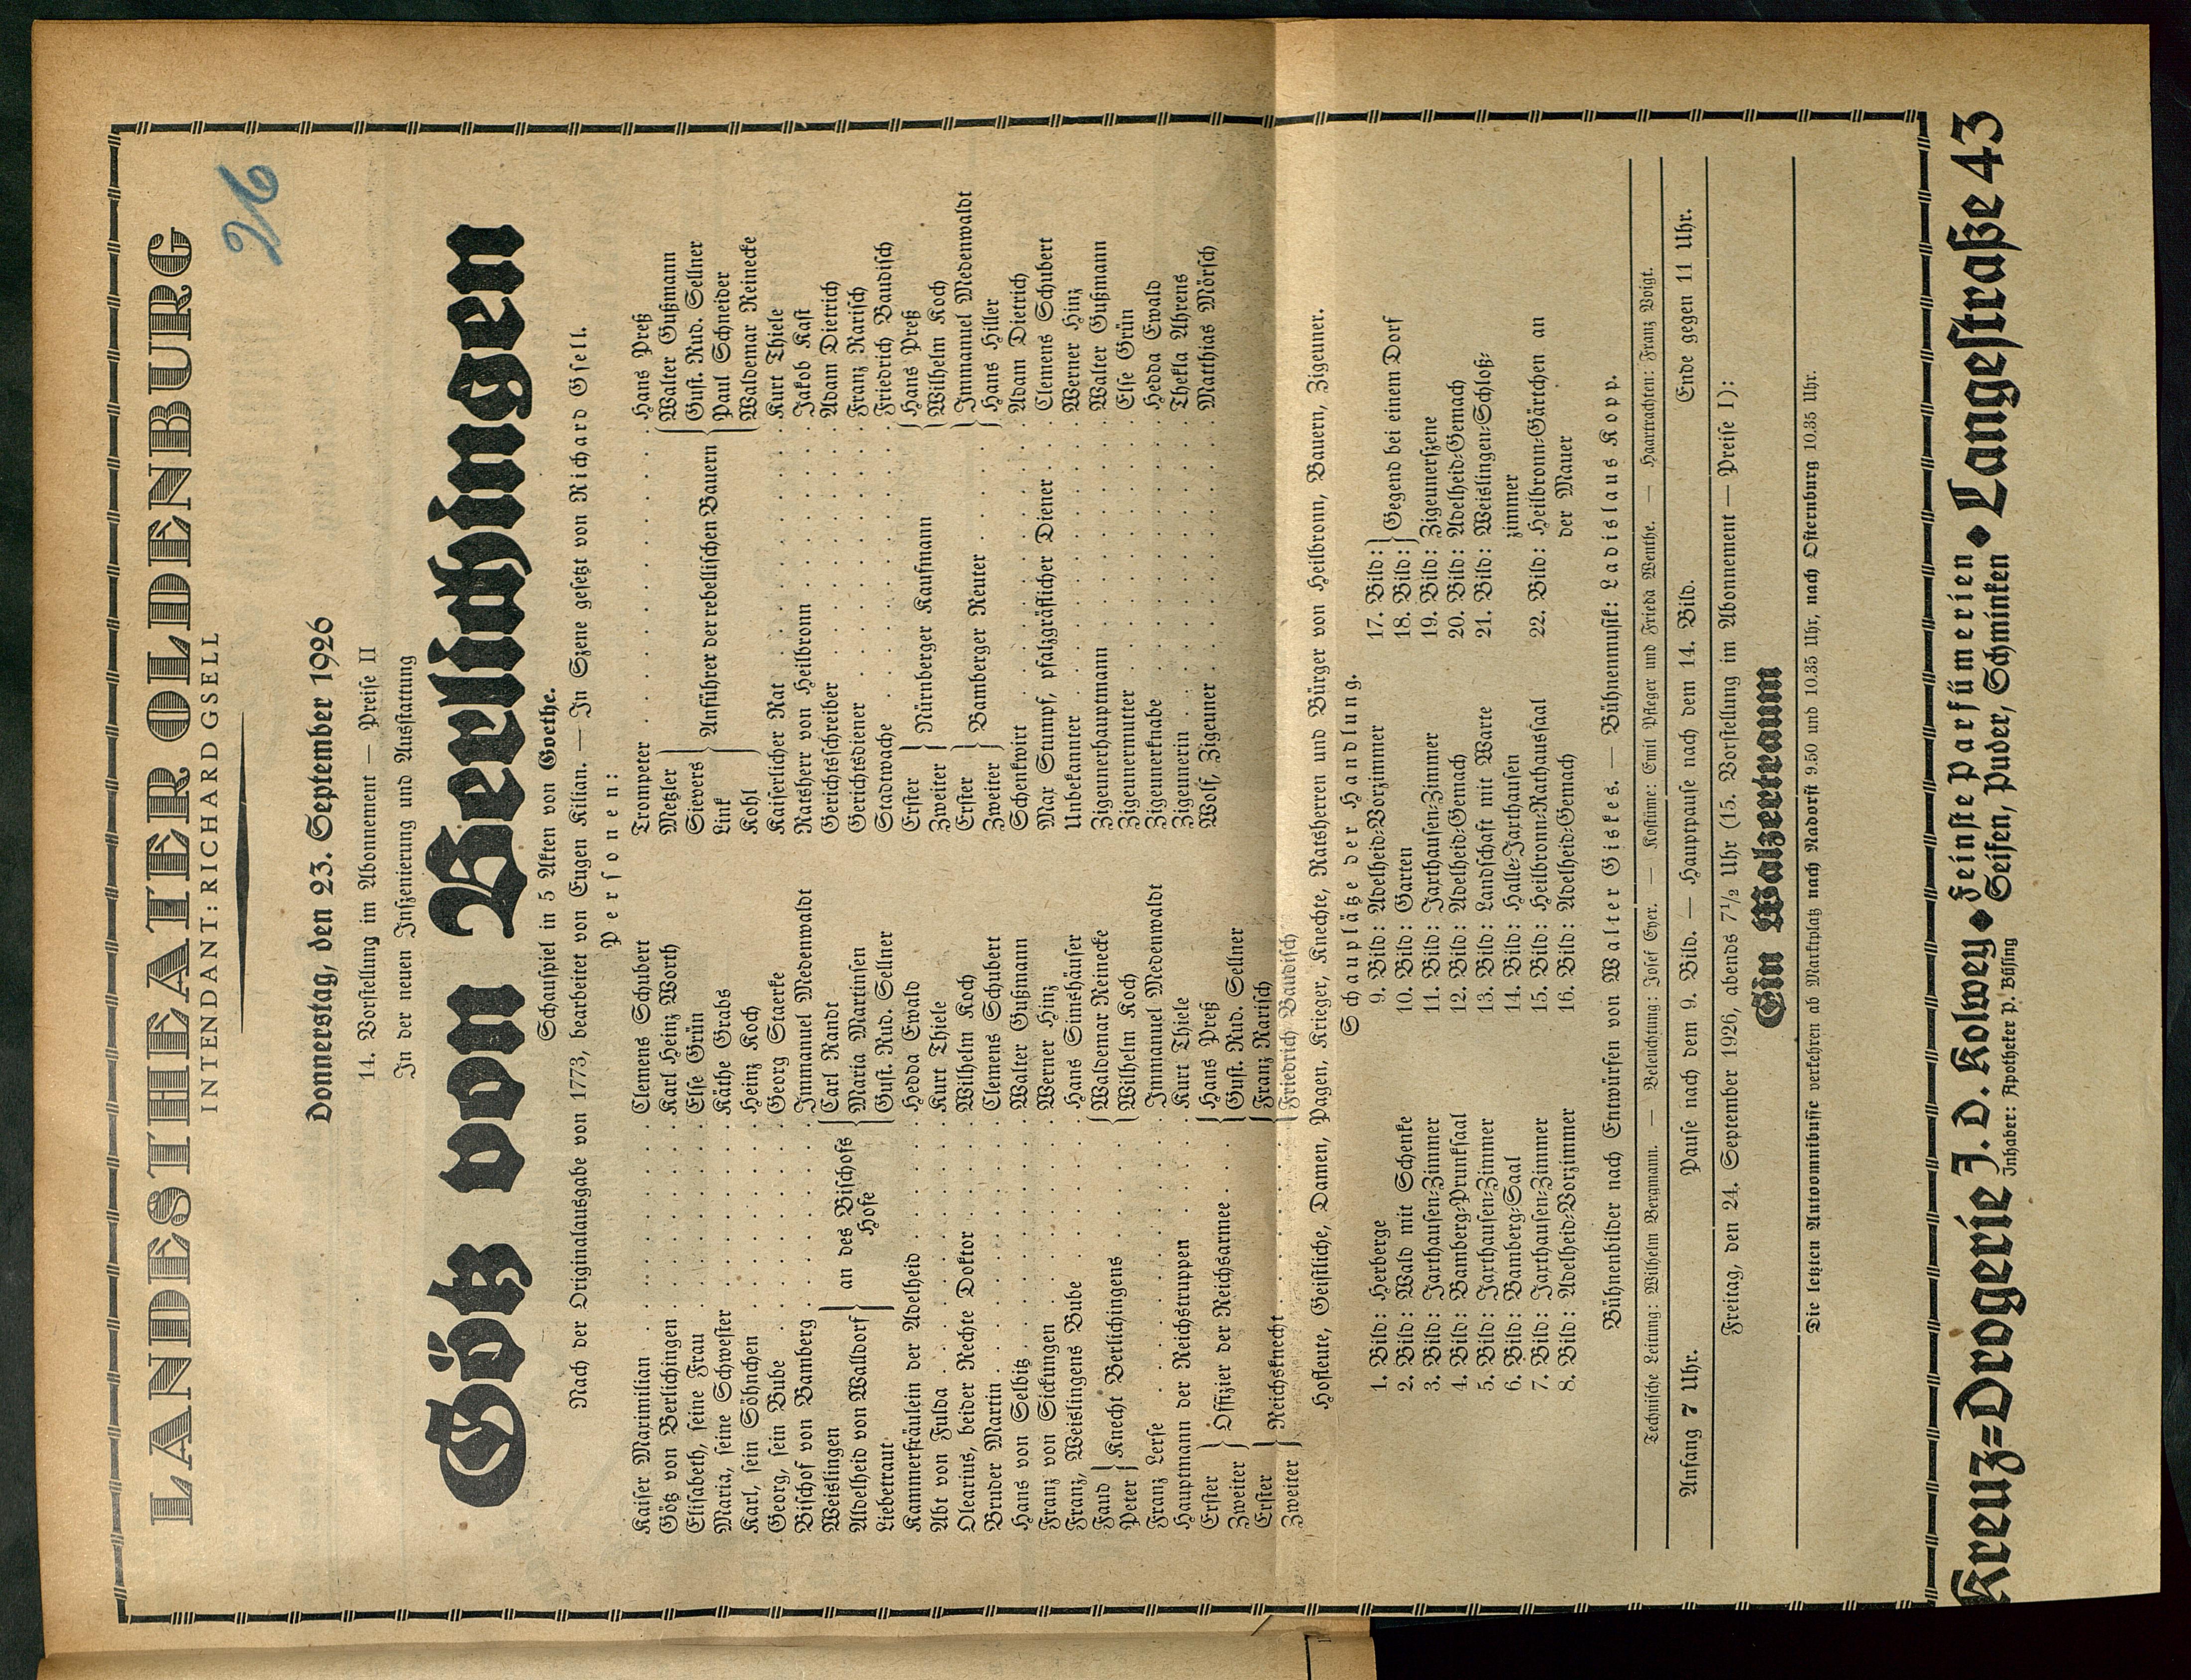 LANDESTHEATER OLDENBURG
INTENDANT: RICHARD GSELL
26
Donnerstag, den 23. September 1926
14. Vorstellung im Abonnement — Preise II
In der neuen Inszenierung und Ausstattung
Götz von Berlichingen
Schauspiel in 5 Akten von Goethe.
Nach der Originalausgabe von 1773, bearbeitet von Eugen Kilian. — In Szene gesetzt von Richard Gsell.
Personen:
Kaiser Maximilian . . . . . . Clemens Schubert
Götz von Berlichingen . . . . . . Karl Heinz Worth
Elisabeth, seine Frau . . . . . . Else Grün
Maria, seine Schwester . . . . . . Käthe Grabs
Karl, sein Söhnchen . . . . . . Heinz Koch
Georg, sein Bube . . . . . . Georg Staerke
Bischof von Bamberg . . . . . . Immanuel Medenwaldt
Weislingen } an des Bischofs Hofe { Carl Randt
Aldelheid von Walldorf } { Maria Martinsen
Liebetraut } { Gust. Rud. Sellner
Kammerfräulein der Adelheid . . . . Hedda Ewald
Abt von Fulda . . . . . . Kurt Thiele
Olearius, beider Rechte Doktor . . . . Wilhelm Koch
Bruder Martin . . . . . . Clemens Schubert
Hans von Selbitz . . . . . . Walter Gußmann
Franz von Sickungen . . . . . . Werner Hinz
Franz, Weislingens Bube . . . . . Hans Simshäuser
Faud } Knecht Berlichingens { Waldemar Reinecke
Peter } { Wilhelm Koch
Franz Lerse . . . . . . Immanuel Medenwaldt
Hauptmann der Reichstruppen . . . . Kurt Thiele
Erster } Offizier der Reichsarmee . . . { Hans Preß
Zweiter } { Gust. Rud. Sellner
Erster } Reichsknecht . . . . { Franz Rarisch
Zweiter } { Friedrich Baudisch
Trompeter . . . . . . Hans Preß
Metzler } Anführer der rebellischen Bauern { Walter Gußmann
Sievers } { Gust. Rud. Sellner
Link } { Paul Schneider
Kohl } { Waldemar Reinecke
Kaiserlicher Rat . . . . . . Kurt Thiele
Ratsherr von Heilbronn . . . . . . Jakob Kast
Gerichtschreiber . . . . . . Adam Dietrich
Gerichtsdiener . . . . . . Franz Rarisch
Stadtwache . . . . . . Friedrich Baudisch
Erster } Nürnberger Kaufmann { Hans Preß
Zweiter } { Wilhelm Koch
Erster } Bamberger Reuter . . . . { Immanuel Medenwaldt
Zweiter } { Hans Hiller
Schenkwirt . . . . . . Adam Dietrich
Max Stumpf, pfalzgräflicher Diener . . . Clemens Schubert
Unbekannter . . . . . . Werner Hinz
Zigeunerhauptmann . . . . . . Walter Gußmann
Zigeunermutter . . . . . . Else Grün
Zigeunerknabe . . . . . . Hedda Ewald
Zigeunerin . . . . . . Thekla Ahrens
Wolf, Zigeuner . . . . . . Matthias Mörsch
Hofleute, Geistliche, Damen, Pagen, Krieger, Knechte, Ratsherren und Bürger von Heilbronn, Bauern, Zigeuner.
Schauplätze der Handlung.
1. Bild: Herberge
2. Bild: Wald mit Schenke
3. Bild: Jarthausen-Zimmer
4. Bild: Bamberg-Prunksaal
5. Bild: Jarthausen-Zimmer
6. Bild: Bamberg-Saal
7. Bild: Jarthausen-Zimmer
8. Bild: Adelheid-Vorzimmer
9. Bild: Adelheid-Vorzimmer
10. Bild: Garten
11. Bild: Jarthausen-Zimmer
12. Bild: Adelheid-Gemach
13. Bild: Landschaft mit Warte
14. Bild: Halle-Jarthausen
15. Bild: Heilbronn-Rathaussaal
16. Bild: Adelheid-Gemach
17. Bild: } Gegend bei einem Dorf
18. Bild: }
19. Bild: Zigeunerszene
20. Bild: Adelheid-Gemach
21. Bild: Weislingen-Schloß-
zimmer
22. Bild: Heilbronn-Gärtchen an
der Mauer
Bühnenbilder nach Entwürfen von Walter Giskes. — Bühnenmusik: Ladislaus Kopp.
Technische Leitung: Wilhelm Bergmann. — Beleuchtung: Josef Eyer. — Kostüme: Emil Pfleger und Frieda Wenthe. — Haartrachten: Franz Voigt.
Anfang 7 Uhr. Pause nach dem 9. Bild. — Hauptpause nach dem 14. Bild. Ende gegen 11 Uhr.
Freitag, den 24. September 1926, abends 7½ Uhr (15. Vorstellung im Abonnement — Preise I):
Ein Walzertraum
Die letzten Autoomnibusse verkehren ab Marktplatz nach Nadorst 9.50 und 10.35 Uhr, nach Osternburg 10.35 Uhr.
Kreuz-Drogerie J. D. Kolwey ◆ Feinste Parfümerien ◆ Langestraße 43
Inhaber: Apotheker P. Büsing Seifen, Puder, Schminken